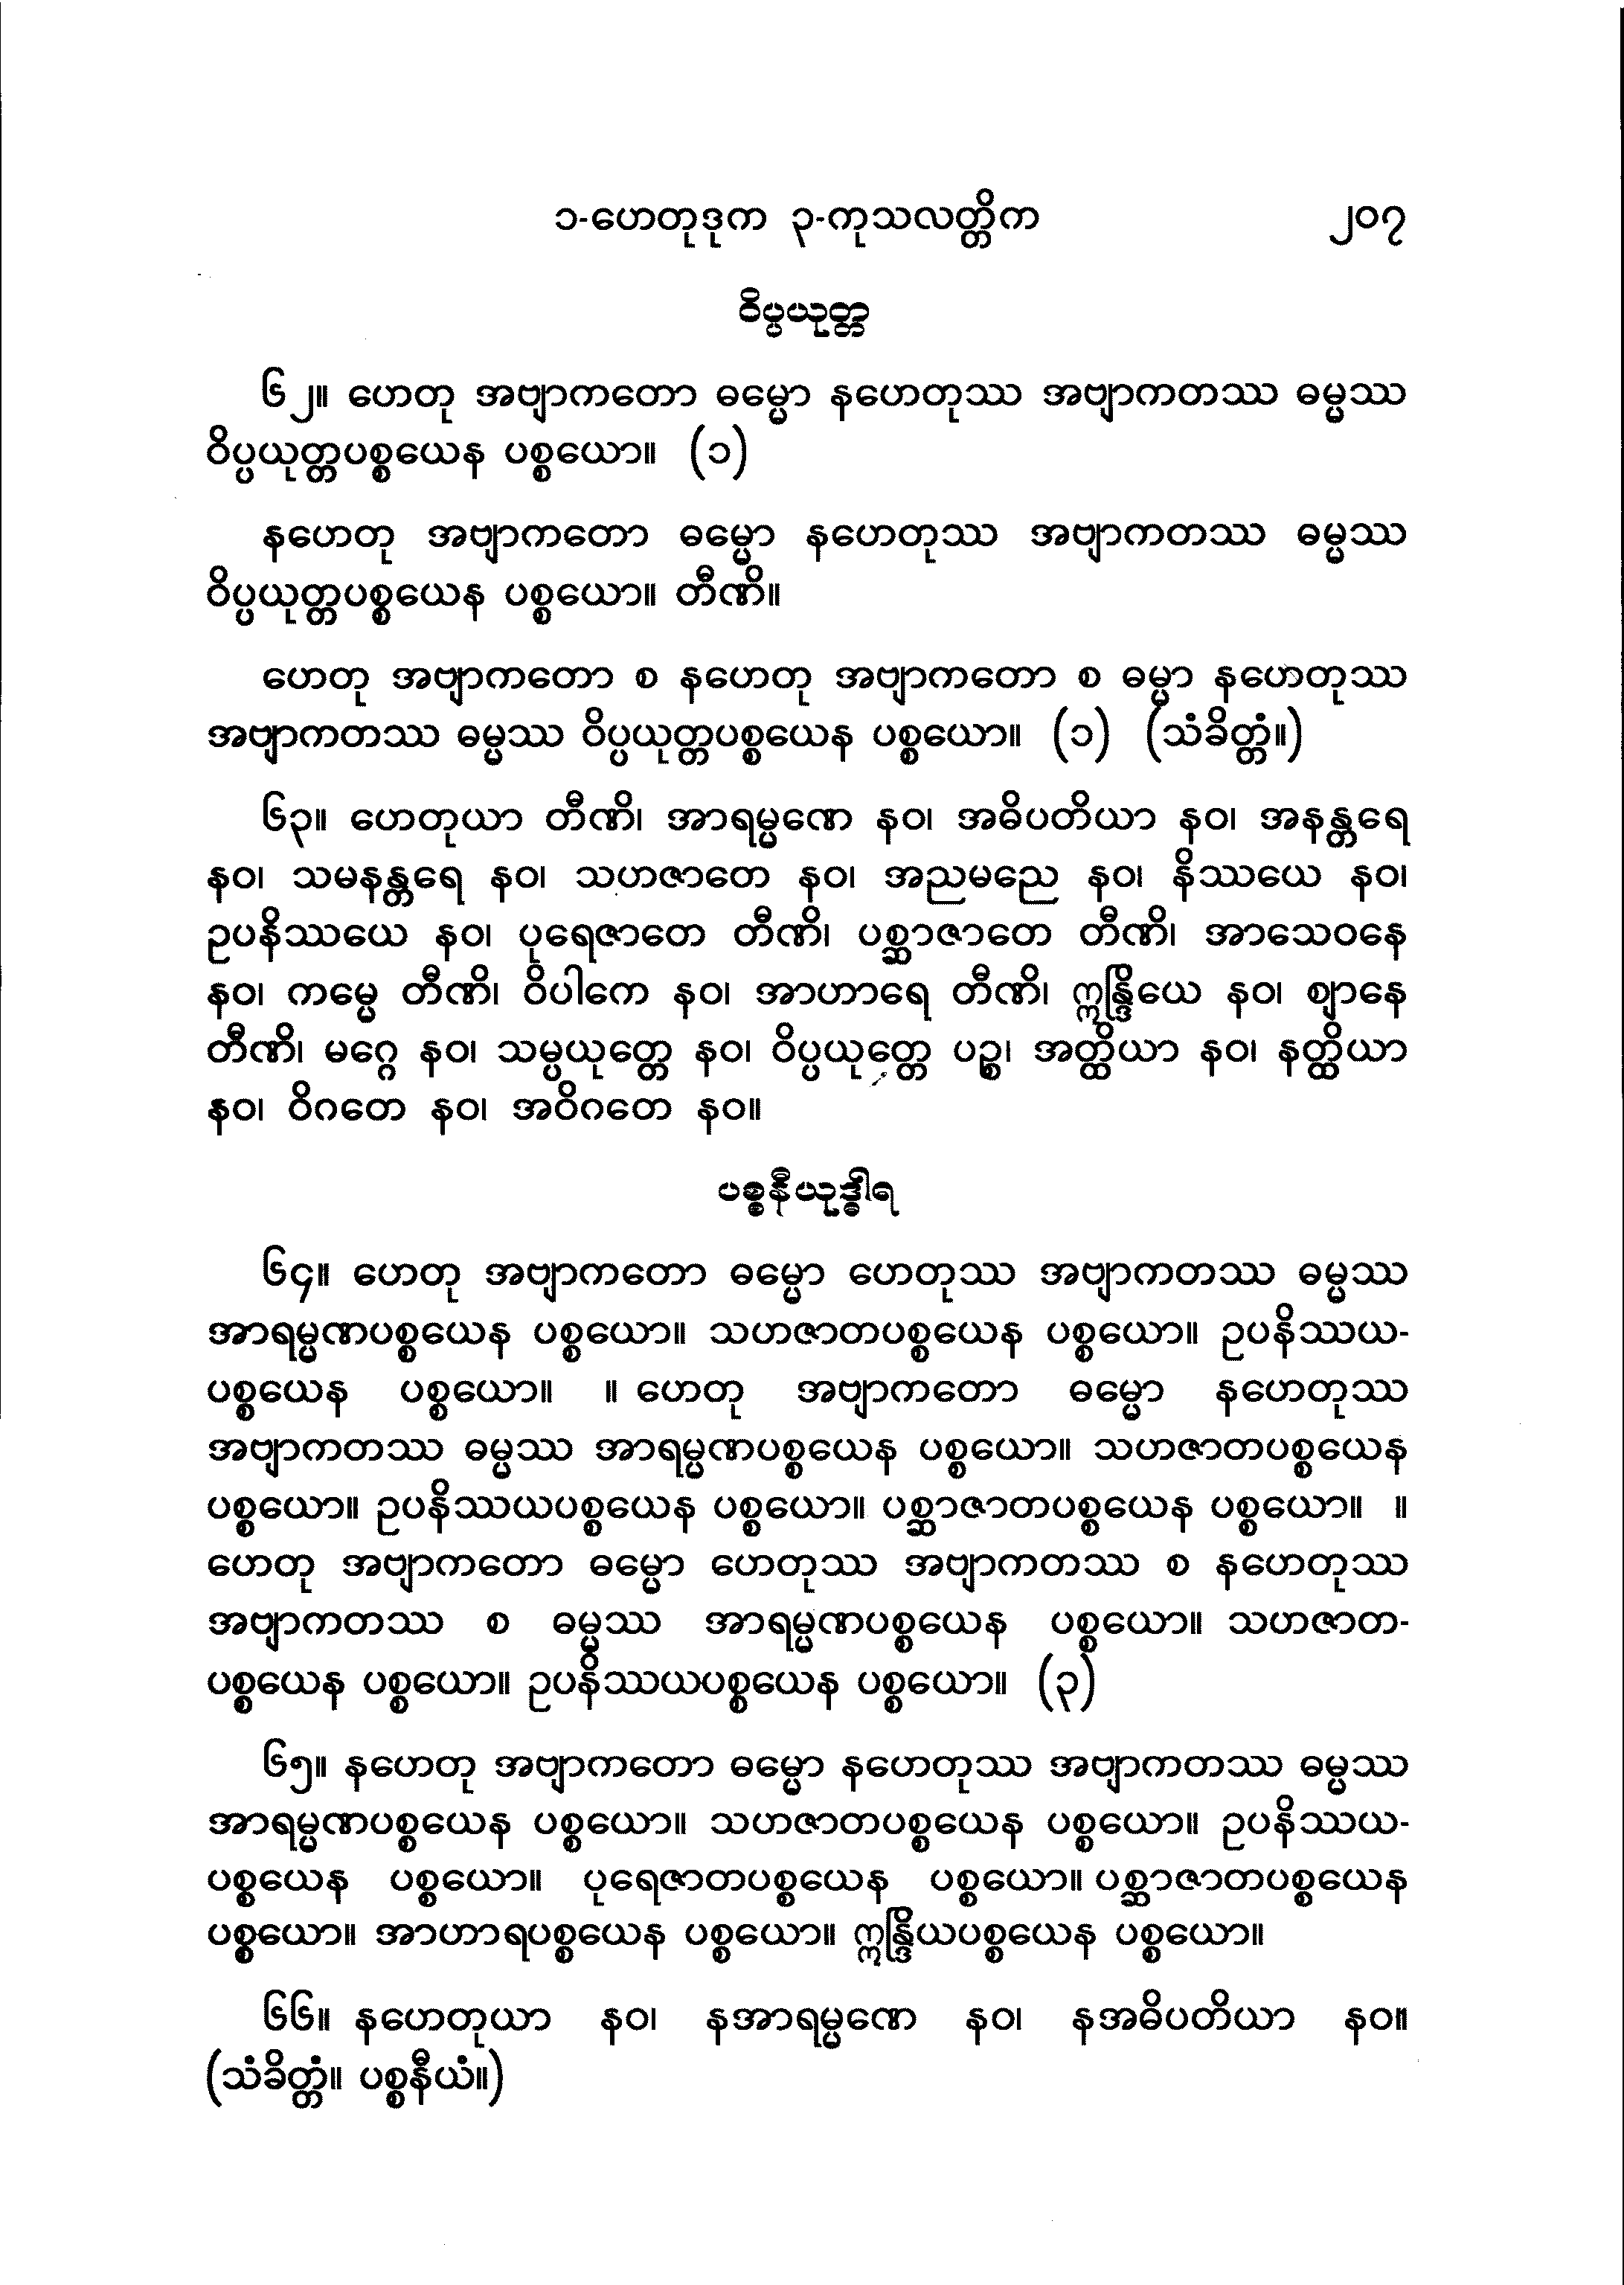 ၁-ဟေတုဒုက ၃-ကုသလတ္တိက ၂၀၇
ဝိပ္ပယုတ္တ
၆၂။ ဟေတု အဗျာကတော ဓမ္မော နဟေတုဿ အဗျာကတဿ ဓမ္မဿ
ဝိပ္ပယုတ္တပစ္စယေန ပစ္စယော။ (၁)
နဟေတု အဗျာကတော ဓမ္မော နဟေတုဿ အဗျာကတဿ ဓမ္မဿ
ဝိပ္ပယုတ္တပစ္စယေန ပစ္စယော။ တီဏိ။
ဟေတု အဗျာကတော စ နဟေတု အဗျာကတော စ ဓမ္မာ နဟေတုဿ
အဗျာကတဿ ဓမ္မဿ ဝိပ္ပယုတ္တပစ္စယေန ပစ္စယော။ (၁) (သံခိတ္တံ။)
၆၃။ ဟေတုယာ တီဏိ၊ အာရမ္မဏေ နဝ၊ အဓိပတိယာ နဝ၊ အနန္တရေ
နဝ၊ သမနန္တရေ နဝ၊ သဟဇာတေ နဝ၊ အညမညေ နဝ၊ နိဿယေ နဝ၊
ဥပနိဿယေ နဝ၊ ပုရေဇာတေ တီဏိ၊ ပစ္ဆာဇာတေ တီဏိ၊ အာသေဝနေ
နဝ၊ ကမ္မေ တီဏိ၊ ဝိပါကေ နဝ၊ အာဟာရေ တီဏိ၊ ဣန္ဒြိယေ နဝ၊ ဈာနေ
တီဏိ၊ မဂ္ဂေ နဝ၊ သမ္ပယုတ္တေ နဝ၊ ဝိပ္ပယုတ္တေ ပဉ္စ၊ အတ္ထိယာ နဝ၊ နတ္ထိယာ
နဝ၊ ဝိဂတေ နဝ၊ အဝိဂတေ နဝ။
ပစ္စနီယုဒ္ဓါရ
၆၄။ ဟေတု အဗျာကတော ဓမ္မော ဟေတုဿ အဗျာကတဿ ဓမ္မဿ
အာရမ္မဏပစ္စယေန ပစ္စယော။ သဟဇာတပစ္စယေန ပစ္စယော။ ဥပနိဿယ-
ပစ္စယေန ပစ္စယော။ ။ ဟေတု အဗျာကတော ဓမ္မော နဟေတုဿ
အဗျာကတဿ ဓမ္မဿ အာရမ္မဏပစ္စယေန ပစ္စယော။ သဟဇာတပစ္စယေန
ပစ္စယော။ ဥပနိဿယပစ္စယေန ပစ္စယော။ ပစ္ဆာဇာတပစ္စယေန ပစ္စယော။ ။
ဟေတု အဗျာကတော ဓမ္မော ဟေတုဿ အဗျာကတဿ စ နဟေတုဿ
အဗျာကတဿ စ ဓမ္မဿ အာရမ္မဏပစ္စယေန ပစ္စယော။ သဟဇာတ-
ပစ္စယေန ပစ္စယော။ ဥပနိဿယပစ္စယေန ပစ္စယော။ (၃)
၆၅။ နဟေတု အဗျာကတော ဓမ္မော နဟေတုဿ အဗျာကတဿ ဓမ္မဿ
အာရမ္မဏပစ္စယေန ပစ္စယော။ သဟဇာတပစ္စယေန ပစ္စယော။ ဥပနိဿယ-
ပစ္စယေန ပစ္စယော။ ပုရေဇာတပစ္စယေန ပစ္စယော။ ပစ္ဆာဇာတပစ္စယေန
ပစ္စယော။ အာဟာရပစ္စယေန ပစ္စယော။ ဣန္ဒြိယပစ္စယေန ပစ္စယော။
၆၆။ နဟေတုယာ နဝ၊ နအာရမ္မဏေ နဝ၊ နအဓိပတိယာ နဝ။
(သံခိတ္တံ။ ပစ္စနီယံ။)